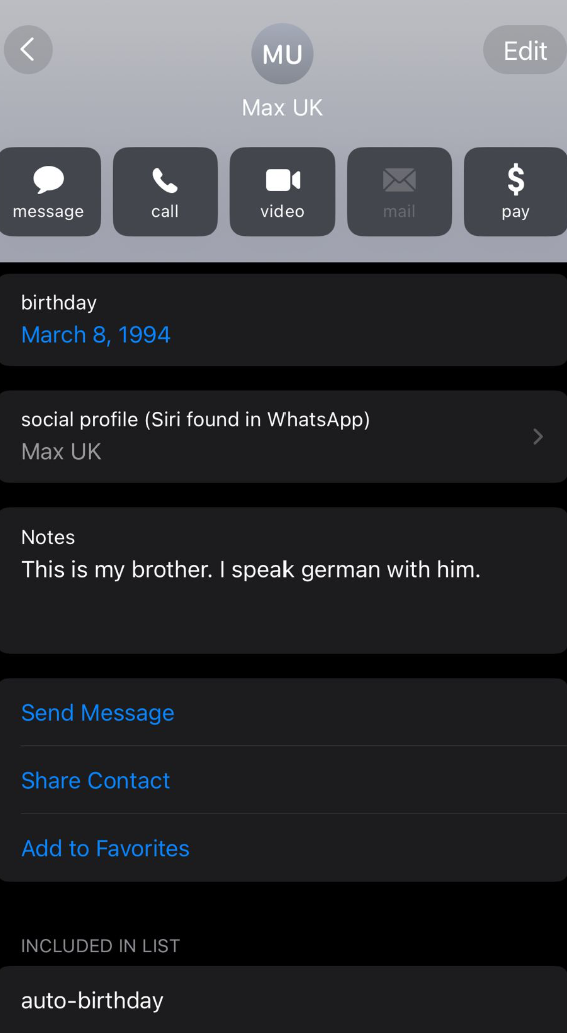 MU
Edit
Max UK
message
call
video
mail
pay
birthday
March 8, 1994
social profile (Siri found in WhatsApp)
Max UK
Notes
This is my brother. I speak german with him.
Send Message
Share Contact
Add to Favorites
INCLUDED IN LIST
auto-birthday